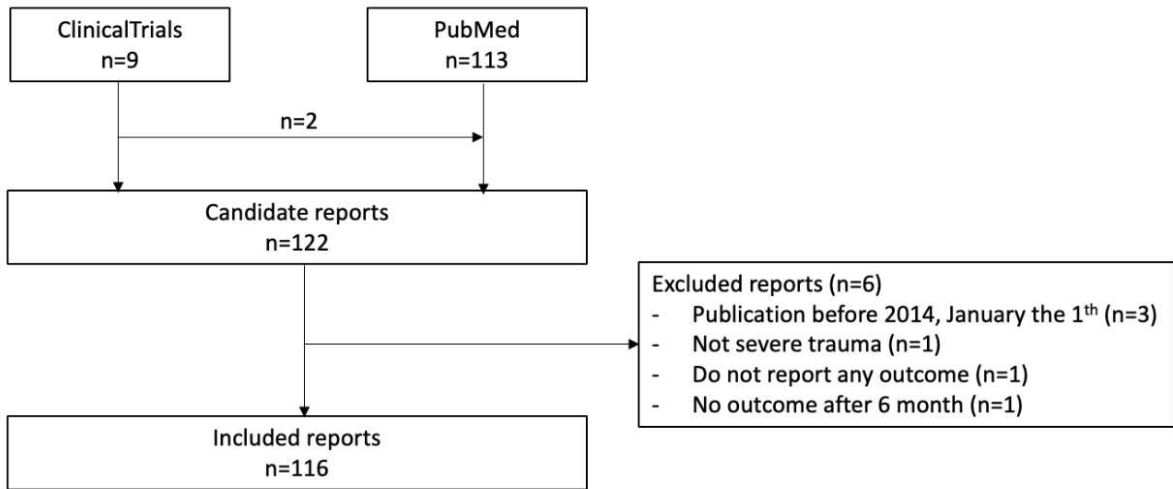 ClinicalTrials
n=9
PubMed
n=113
n=2
Candidate reports
n=122
Excluded reports (n=6)
- Publication before 2014, January the 1th (n=3)
- Not severe trauma (n=1)
- Do not report any outcome (n=1)
- No outcome after 6 month (n=1)
Included reports
n=116